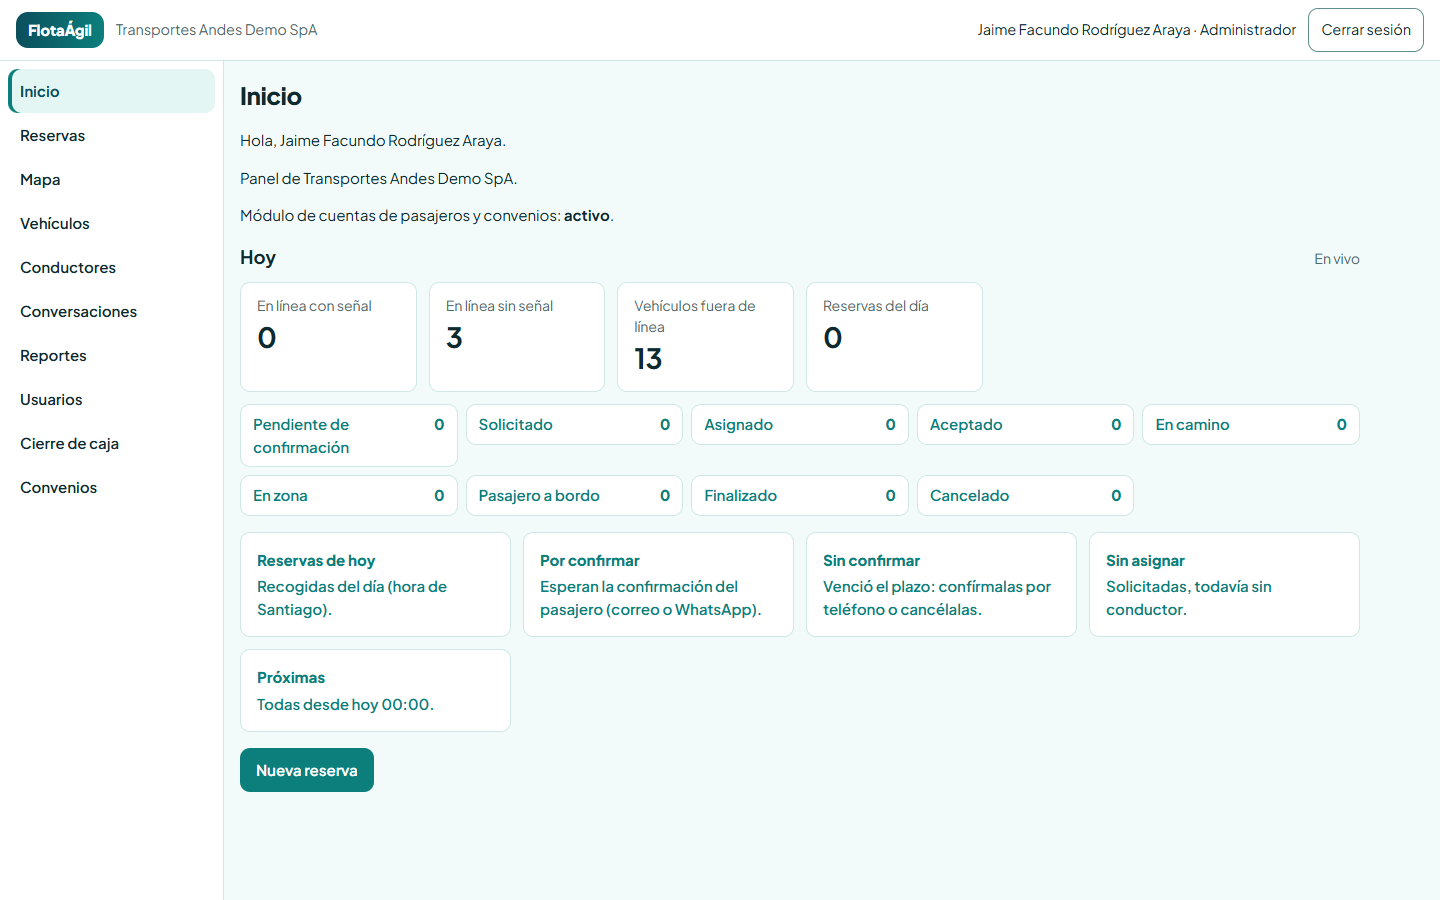 FlotaÁgil
Transportes Andes Demo SpA
Jaime Facundo Rodríguez Araya · Administrador
Cerrar sesión
Inicio
Reservas
Mapa
Vehículos
Conductores
Conversaciones
Reportes
Usuarios
Cierre de caja
Convenios
Inicio
Hola, Jaime Facundo Rodríguez Araya.
Panel de Transportes Andes Demo SpA.
Módulo de cuentas de pasajeros y convenios: activo.
Hoy
En vivo
En línea con señal
0
En línea sin señal
3
Vehículos fuera de
línea
13
Reservas del día
0
Pendiente de
confirmación
0
Solicitado 0
Asignado 0
Aceptado 0
En camino 0
En zona 0
Pasajero a bordo 0
Finalizado 0
Cancelado 0
Reservas de hoy
Recogidas del día (hora de
Santiago).
Por confirmar
Esperan la confirmación del
pasajero (correo o WhatsApp).
Sin confirmar
Venció el plazo: confírmalas por
teléfono o cancélalas.
Sin asignar
Solicitadas, todavía sin
conductor.
Próximas
Todas desde hoy 00:00.
Nueva reserva